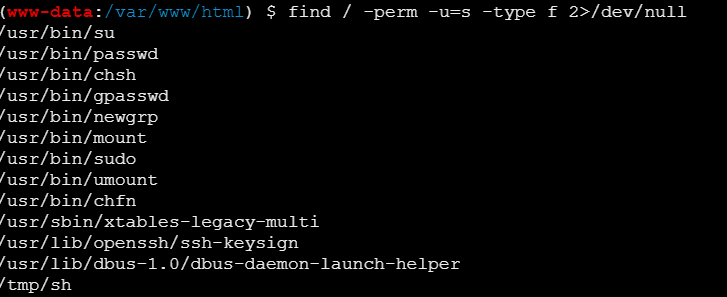 (www-data:/var/www/html) $ find / -perm -u=s -type f 2>/dev/null
/usr/bin/su
/usr/bin/passwd
/usr/bin/chsh
/usr/bin/gpasswd
/usr/bin/newgrp
/usr/bin/mount
/usr/bin/sudo
/usr/bin/umount
/usr/bin/chfn
/usr/sbin/xtables-legacy-multi
/usr/lib/openssh/ssh-keysign
/usr/lib/dbus-1.0/dbus-daemon-launch-helper
/tmp/sh